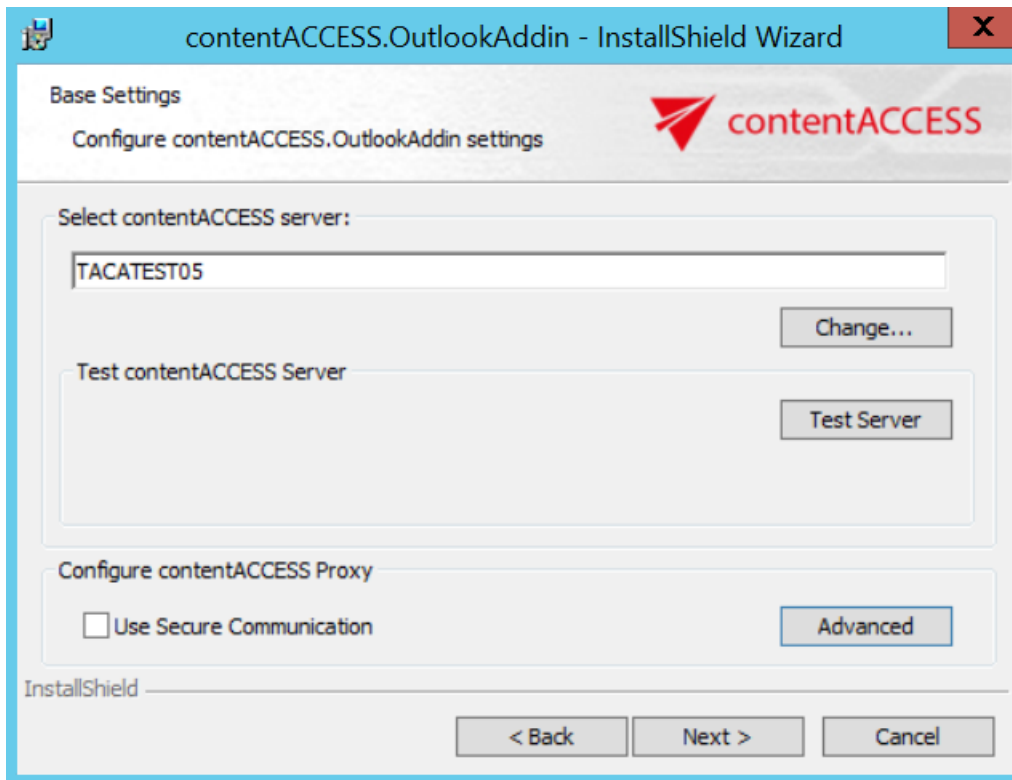 contentACCESS.OutlookAddin - InstallShield Wizard
X
Base Settings
Configure contentACCESS.OutlookAddin settings
contentACCESS
Select contentACCESS server:
TACATEST05
Change...
Test contentACCESS Server
Test Server
Configure contentACCESS Proxy
Use Secure Communication
Advanced
InstallShield
< Back
Next >
Cancel